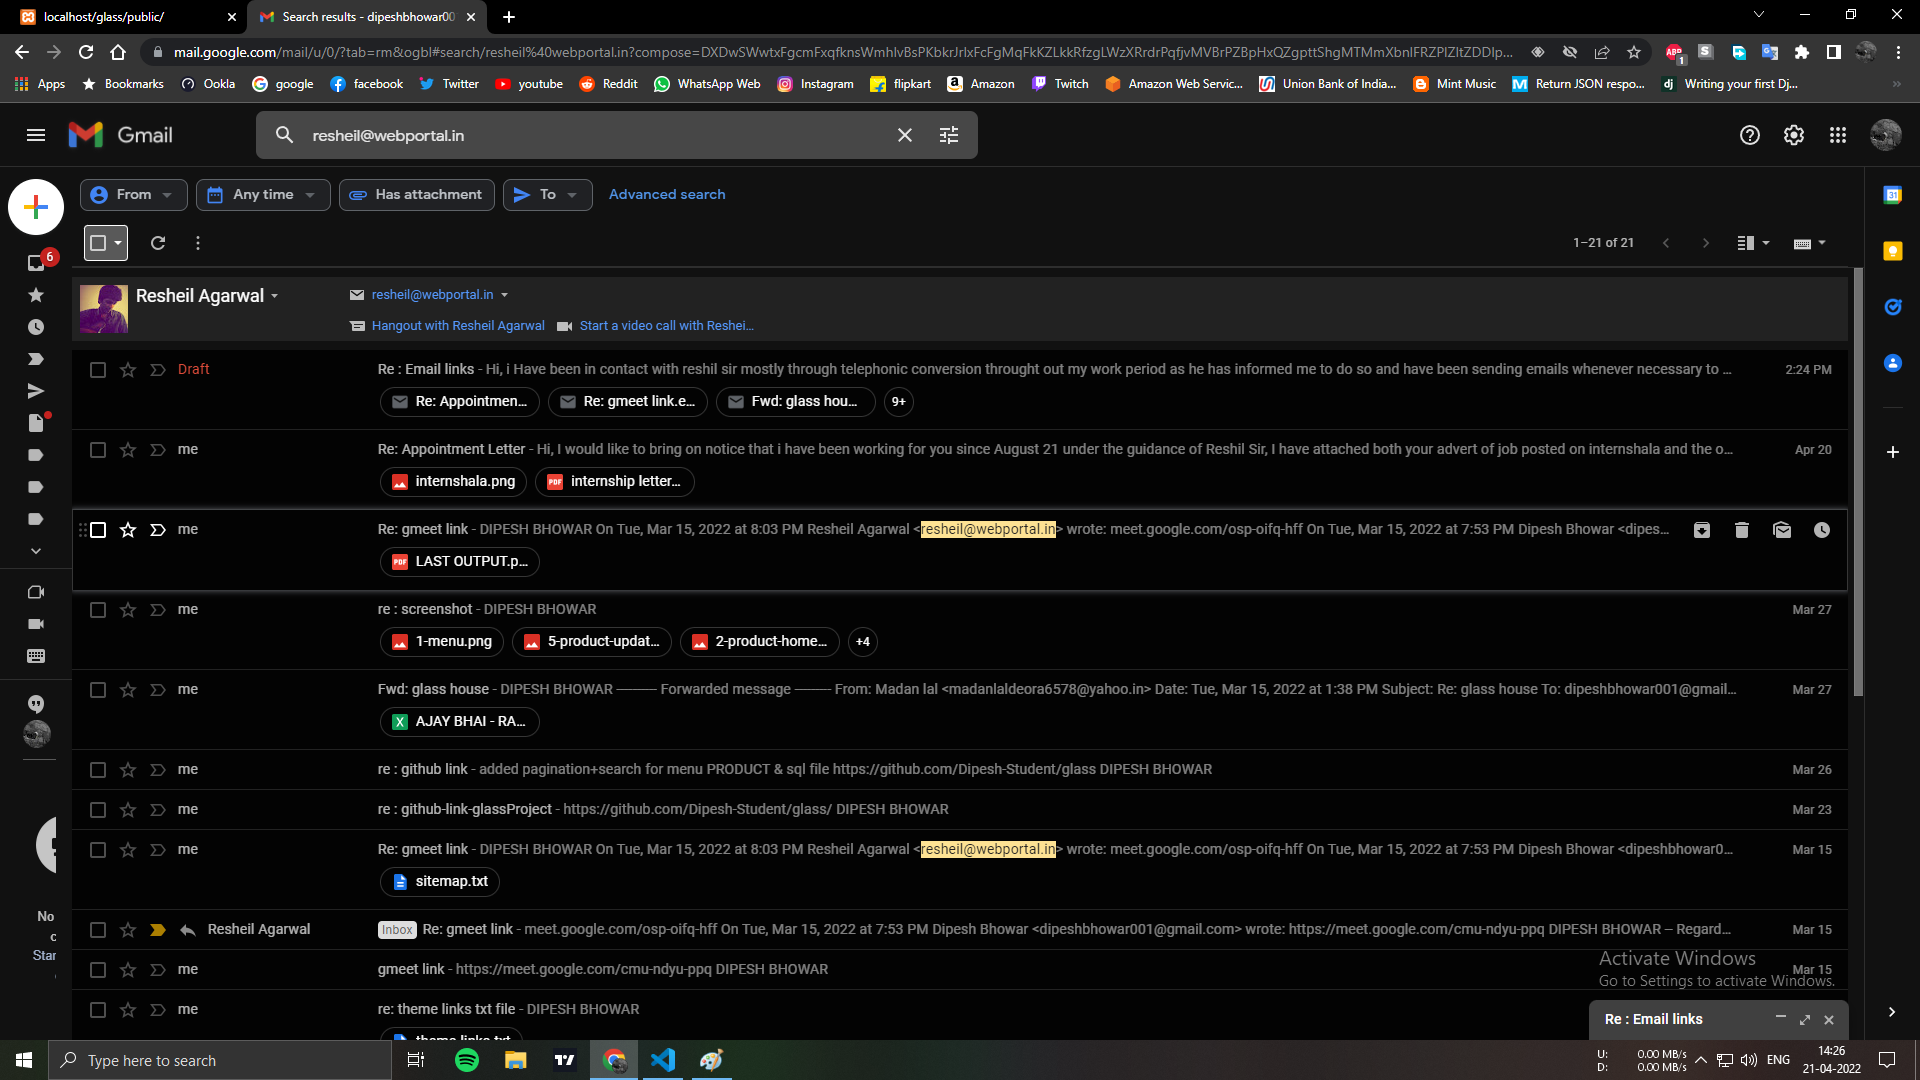 localhost/glass/public/
Search results - dipeshbhowar00
mail.google.com/mail/u/0/?tab=rm&ogbl#search/resheil%40webportal.in?compose=
Apps
Bookmarks
Ookla
google
facebook
Twitter
youtube
Reddit
WhatsApp Web
Instagram
flipkart
Amazon
Twitch
Amazon Web Servic...
Union Bank of India...
Mint Music
Return JSON respo...
Writing your first Dj...
Gmail
resheil@webportal.in
From
Any time
Has attachment
To
Advanced search
1–21 of 21
6
Resheil Agarwal
resheil@webportal.in
Hangout with Resheil Agarwal
Start a video call with Reshei...
Draft
Re : Email links - Hi, i Have been in contact with reshil sir mostly through telephonic conversion throught out my work period as he has informed me to do so and have been sending emails whenever necessary to ...
2:24 PM
Re: Appointmen...
Re: gmeet link.e...
Fwd: glass hou...
9+
me
Re: Appointment Letter - Hi, I would like to bring on notice that i have been working for you since August 21 under the guidance of Reshil Sir, I have attached both your advert of job posted on internshala and the o...
Apr 20
internshala.png
internship letter...
me
Re: gmeet link - DIPESH BHOWAR On Tue, Mar 15, 2022 at 8:03 PM Resheil Agarwal <resheil@webportal.in> wrote: meet.google.com/osp-oifq-hff On Tue, Mar 15, 2022 at 7:53 PM Dipesh Bhowar <dipes...
LAST OUTPUT.p...
me
re : screenshot - DIPESH BHOWAR
Mar 27
1-menu.png
5-product-updat...
2-product-home...
+4
me
Fwd: glass house - DIPESH BHOWAR ---------- Forwarded message --------- From: Madan lal <madanlaldeora6578@yahoo.in> Date: Tue, Mar 15, 2022 at 1:38 PM Subject: Re: glass house To: dipeshbhowar001@gmail...
Mar 27
AJAY BHAI - RA...
me
re : github link - added pagination+search for menu PRODUCT & sql file https://github.com/Dipesh-Student/glass DIPESH BHOWAR
Mar 26
me
re : github-link-glassProject - https://github.com/Dipesh-Student/glass/ DIPESH BHOWAR
Mar 23
me
Re: gmeet link - DIPESH BHOWAR On Tue, Mar 15, 2022 at 8:03 PM Resheil Agarwal <resheil@webportal.in> wrote: meet.google.com/osp-oifq-hff On Tue, Mar 15, 2022 at 7:53 PM Dipesh Bhowar <dipeshbhowar0...
Mar 15
sitemap.txt
Resheil Agarwal
Inbox Re: gmeet link - meet.google.com/osp-oifq-hff On Tue, Mar 15, 2022 at 7:53 PM Dipesh Bhowar <dipeshbhowar001@gmail.com> wrote: https://meet.google.com/cmu-ndyu-ppq DIPESH BHOWAR -- Regard...
Mar 15
me
gmeet link - https://meet.google.com/cmu-ndyu-ppq DIPESH BHOWAR
Mar 15
me
re: theme links txt file - DIPESH BHOWAR
theme links.txt
No
Star
Activate Windows
Go to Settings to activate Windows.
Re : Email links
Type here to search
U: 0.00 MB/s
D: 0.00 MB/s
ENG
14:26
21-04-2022